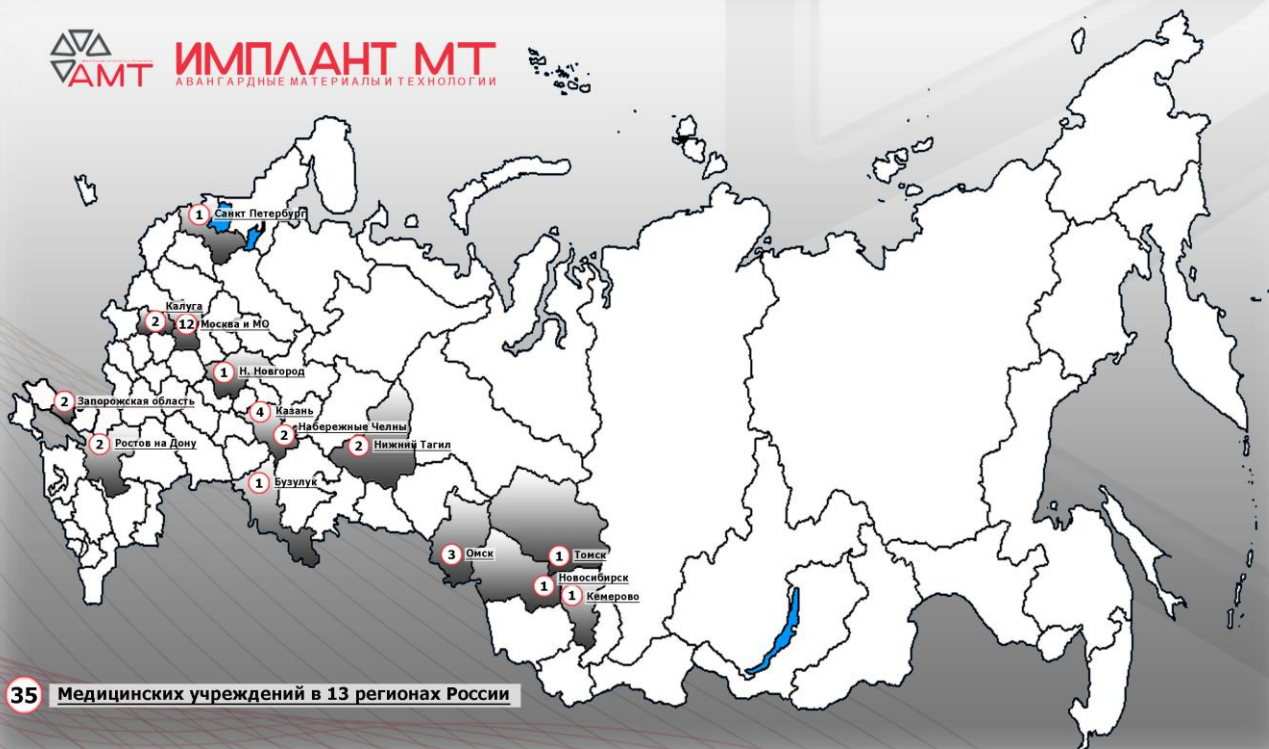 АМТ
ИМПЛАНТ МТ
АВАНГАРДНЫЕ МАТЕРИАЛЫ И ТЕХНОЛОГИИ
1 Санкт Петербург
Калуга
2
12 Москва и МО
1 Н. Новгород
2 Запорожская область
4 Казань
2 Набережные Челны
2 Ростов на Дону
2 Нижний Тагил
1 Бузулук
3 Омск
1 Томск
1 Новосибирск
1 Кемерово
35 Медицинских учреждений в 13 регионах России